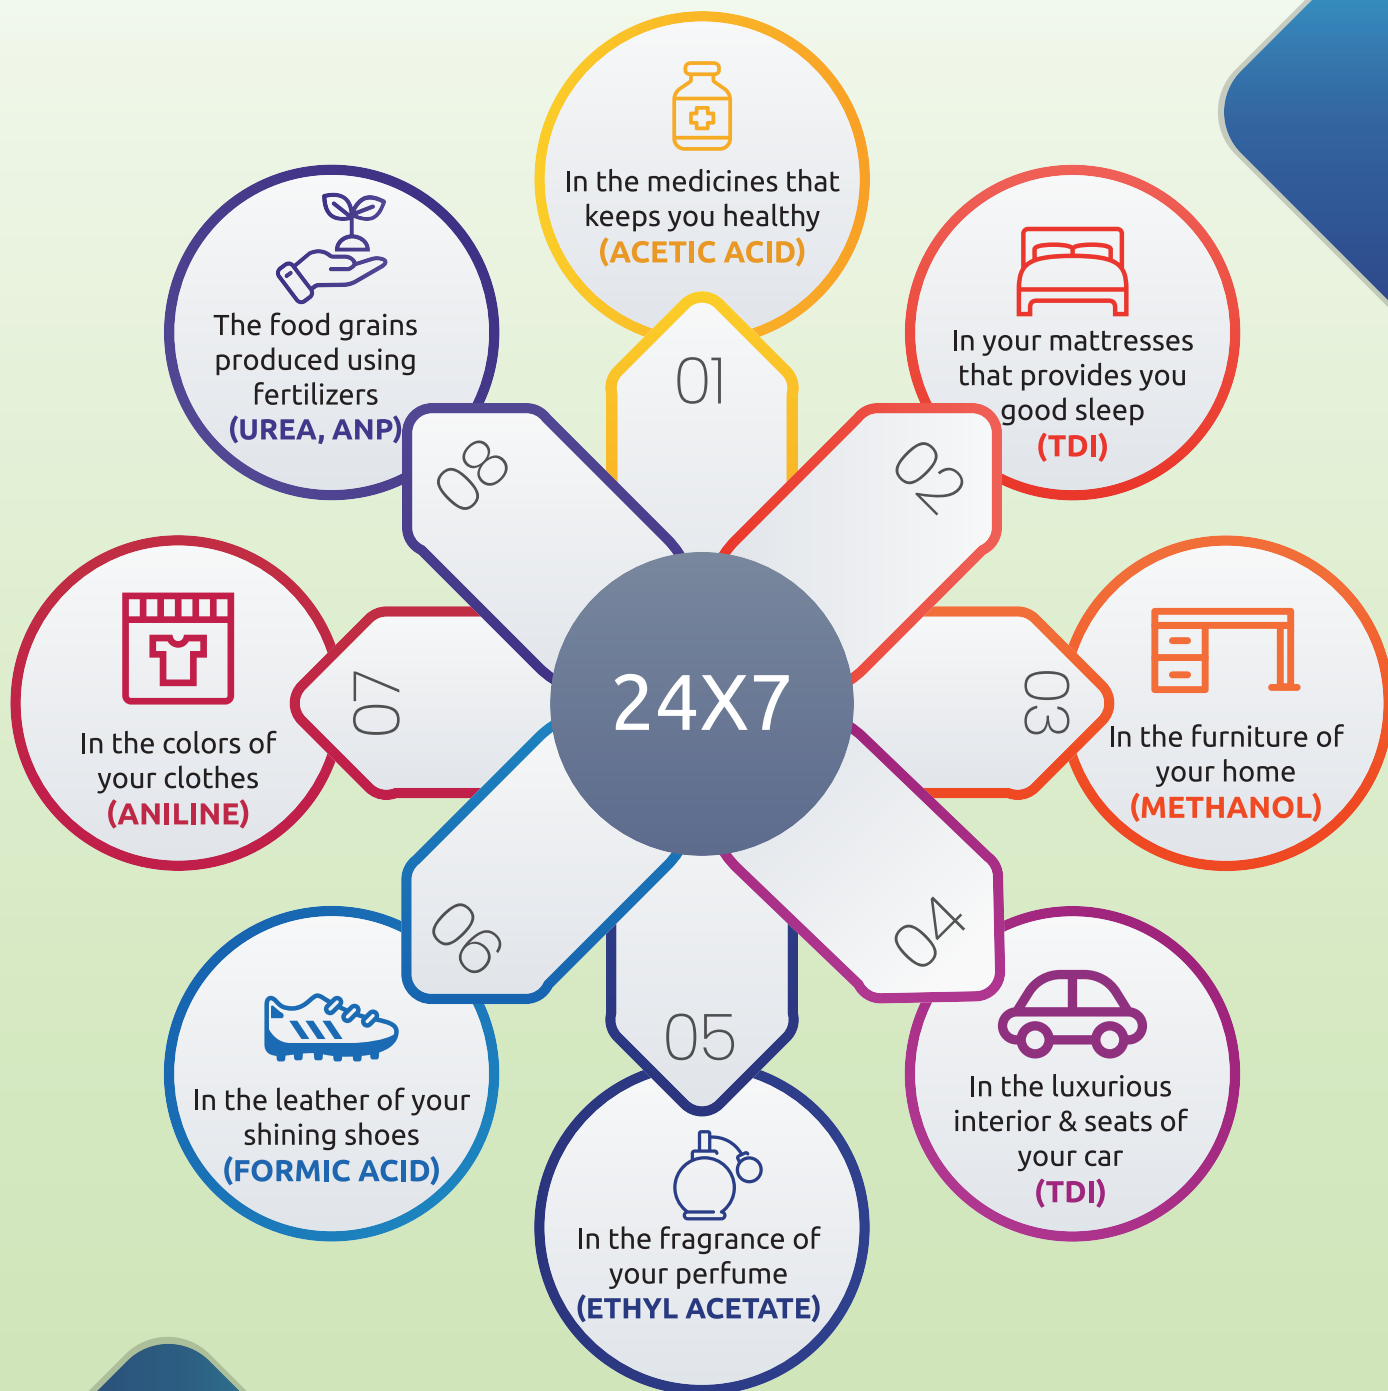 In the medicines that
keeps you healthy
(ACETIC ACID)
01
In your mattresses
that provides you
good sleep
(TDI)
02
In the furniture of
your home
(METHANOL)
03
In the luxurious
interior & seats of
your car
(TDI)
04
In the fragrance of
your perfume
(ETHYL ACETATE)
05
In the leather of your
shining shoes
(FORMIC ACID)
06
In the colors of
your clothes
(ANILINE)
07
The food grains
produced using
fertilizers
(UREA, ANP)
08
24X7